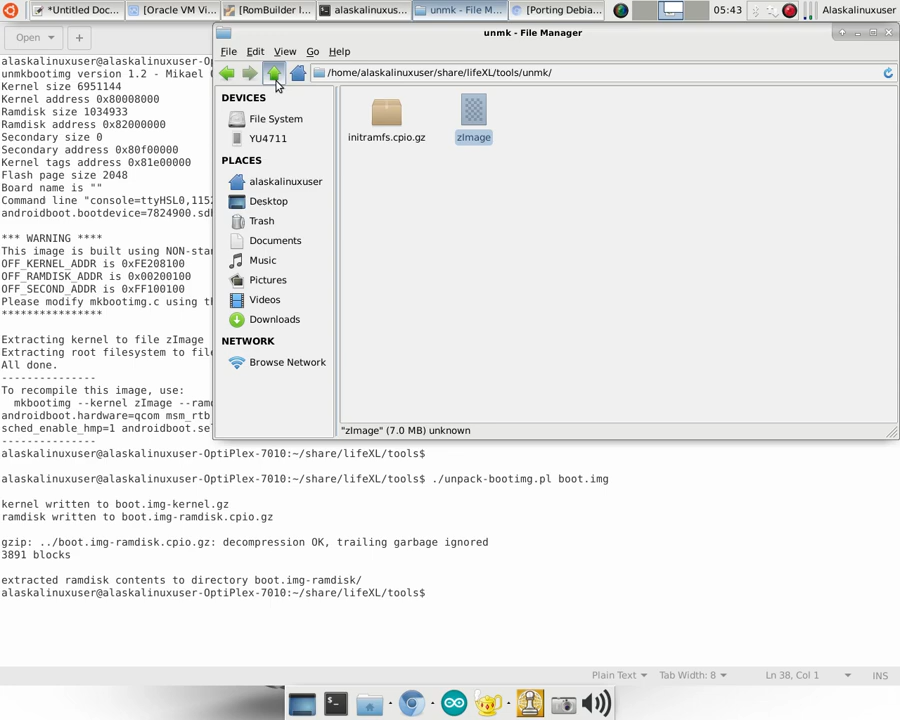 *Untitled Doc...
[Oracle VM Vi...
[RomBuilder I...
alaskalinuxus...
unmk - File M...
[Porting Debia...
05:43
Alaskalinuxuser
Open
unmk - File Manager
File Edit View Go Help
/home/alaskalinuxuser/share/lifeXL/tools/unmk/
DEVICES
File System
YU4711
PLACES
alaskalinuxuser
Desktop
Trash
Documents
Music
Pictures
Videos
Downloads
NETWORK
Browse Network
initramfs.cpio.gz
zImage
"zImage" (7.0 MB) unknown
alaskalinuxuser@alaskalinuxuser-Op
unmkbootimg version 1.2 - Mikael
Kernel size 6951144
Kernel address 0x80008000
Ramdisk size 1034933
Ramdisk address 0x82000000
Secondary size 0
Secondary address 0x80f00000
Kernel tags address 0x81e00000
Flash page size 2048
Board name is ""
Command line "console=ttyHSL0,1152
androidboot.bootdevice=7824900.sdh
*** WARNING ****
This image is built using NON-sta
OFF_KERNEL_ADDR is 0xFE208100
OFF_RAMDISK_ADDR is 0x00200100
OFF_SECOND_ADDR is 0xFF100100
Please modify mkbootimg.c using th
****************
Extracting kernel to file zImage
Extracting root filesystem to file
All done.
---------------
To recompile this image, use:
mkbootimg --kernel zImage --ram
androidboot.hardware=qcom msm_rtb
sched_enable_hmp=1 androidboot.se
---------------
alaskalinuxuser@alaskalinuxuser-OptiPlex-7010:~/share/lifeXL/tools$
alaskalinuxuser@alaskalinuxuser-OptiPlex-7010:~/share/lifeXL/tools$ ./unpack-bootimg.pl boot.img
kernel written to boot.img-kernel.gz
ramdisk written to boot.img-ramdisk.cpio.gz
gzip: ../boot.img-ramdisk.cpio.gz: decompression OK, trailing garbage ignored
3891 blocks
extracted ramdisk contents to directory boot.img-ramdisk/
alaskalinuxuser@alaskalinuxuser-OptiPlex-7010:~/share/lifeXL/tools$
Plain Text
Tab Width: 8
Ln 38, Col 1
INS